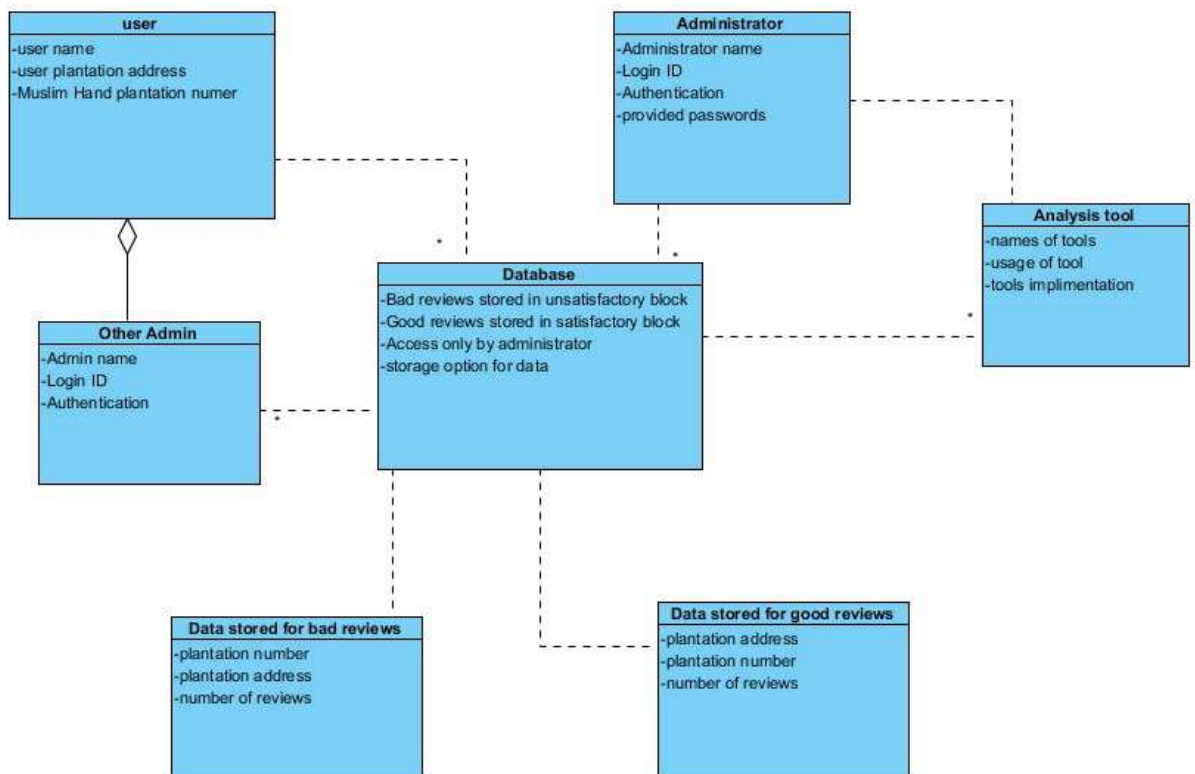 user
-user name
-user plantation address
-Muslim Hand plantation numer
Administrator
-Administrator name
-Login ID
-Authentication
-provided passwords
Analysis tool
-names of tools
-usage of tool
-tools implimentation
*
*
*
Database
-Bad reviews stored in unsatisfactory block
-Good reviews stored in satisfactory block
-Access only by administrator
-storage option for data
Other Admin
-Admin name
-Login ID
-Authentication
*
Data stored for bad reviews
-plantation number
-plantation address
-number of reviews
Data stored for good reviews
-plantation address
-plantation number
-number of reviews